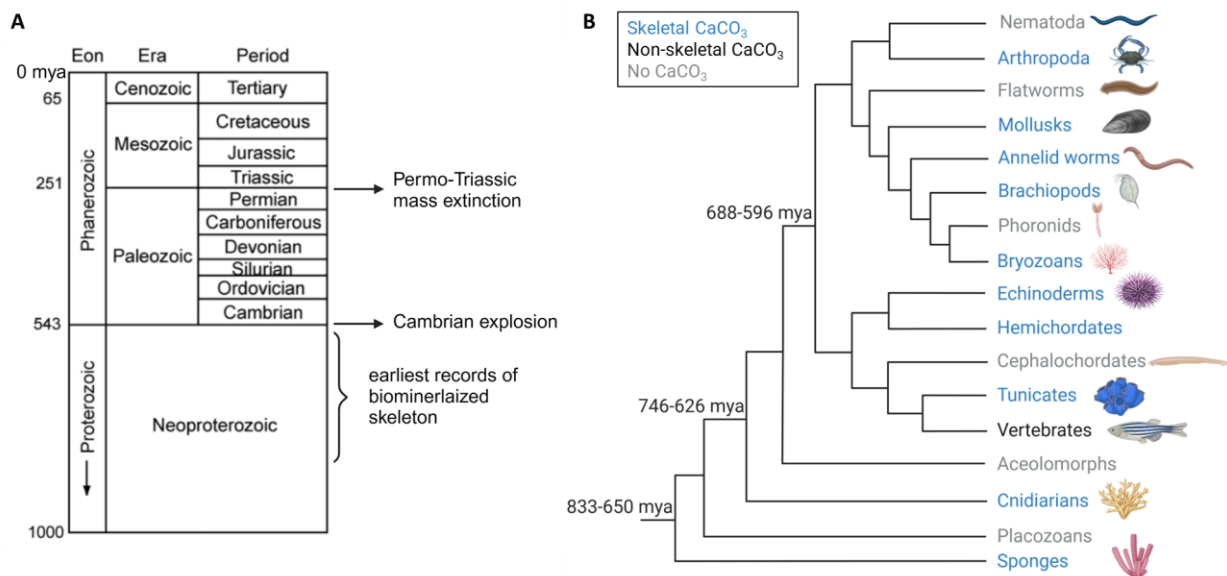 A
Eon Era Period
0 mya
65
251
543
1000
Phanerozoic
Proterozoic
Cenozoic
Mesozoic
Paleozoic
Tertiary
Cretaceous
Jurassic
Triassic
Permian
Carboniferous
Devonian
Silurian
Ordovician
Cambrian
Neoproterozoic
Permo-Triassic
mass extinction
Cambrian explosion
earliest records of
biominerlaized
skeleton
B
Skeletal CaCO₃
Non-skeletal CaCO₃
No CaCO₃
688-596 mya
746-626 mya
833-650 mya
Nematoda
Arthropoda
Flatworms
Mollusks
Annelid worms
Brachiopods
Phoronids
Bryozoans
Echinoderms
Hemichordates
Cephalochordates
Tunicates
Vertebrates
Aceolomorphs
Cnidiarians
Placozoans
Sponges